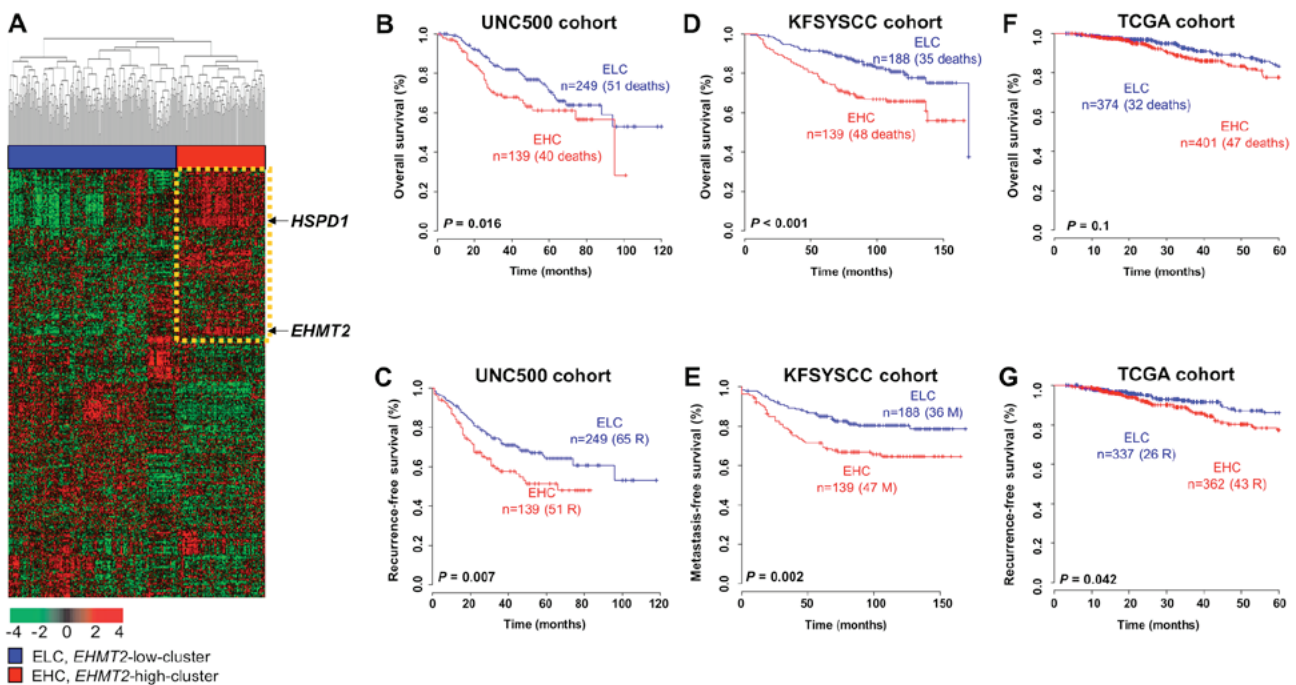 A
HSPD1
EHMT2
-4 -2 0 2 4
ELC, EHMT2-low-cluster
EHC, EHMT2-high-cluster
B
UNC500 cohort
Overall survival (%)
1.0
0.8
0.6
0.4
0.2
0.0
ELC
n=249 (51 deaths)
EHC
n=139 (40 deaths)
P = 0.016
0 20 40 60 80 100 120
Time (months)
C
UNC500 cohort
Recurrence-free survival (%)
1.0
0.8
0.6
0.4
0.2
0.0
ELC
n=249 (65 R)
EHC
n=139 (51 R)
P = 0.007
0 20 40 60 80 100 120
Time (months)
D
KFSYSCC cohort
Overall survival (%)
1.0
0.8
0.6
0.4
0.2
0.0
ELC
n=188 (35 deaths)
EHC
n=139 (48 deaths)
P < 0.001
0 50 100 150
Time (months)
E
KFSYSCC cohort
Metastasis-free survival (%)
1.0
0.8
0.6
0.4
0.2
0.0
ELC
n=188 (36 M)
EHC
n=139 (47 M)
P = 0.002
0 50 100 150
Time (months)
F
TCGA cohort
Overall survival (%)
1.0
0.8
0.6
0.4
0.2
0.0
ELC
n=374 (32 deaths)
EHC
n=401 (47 deaths)
P = 0.1
0 10 20 30 40 50 60
Time (months)
G
TCGA cohort
Recurrence-free survival (%)
1.0
0.8
0.6
0.4
0.2
0.0
ELC
n=337 (26 R)
EHC
n=362 (43 R)
P = 0.042
0 10 20 30 40 50 60
Time (months)